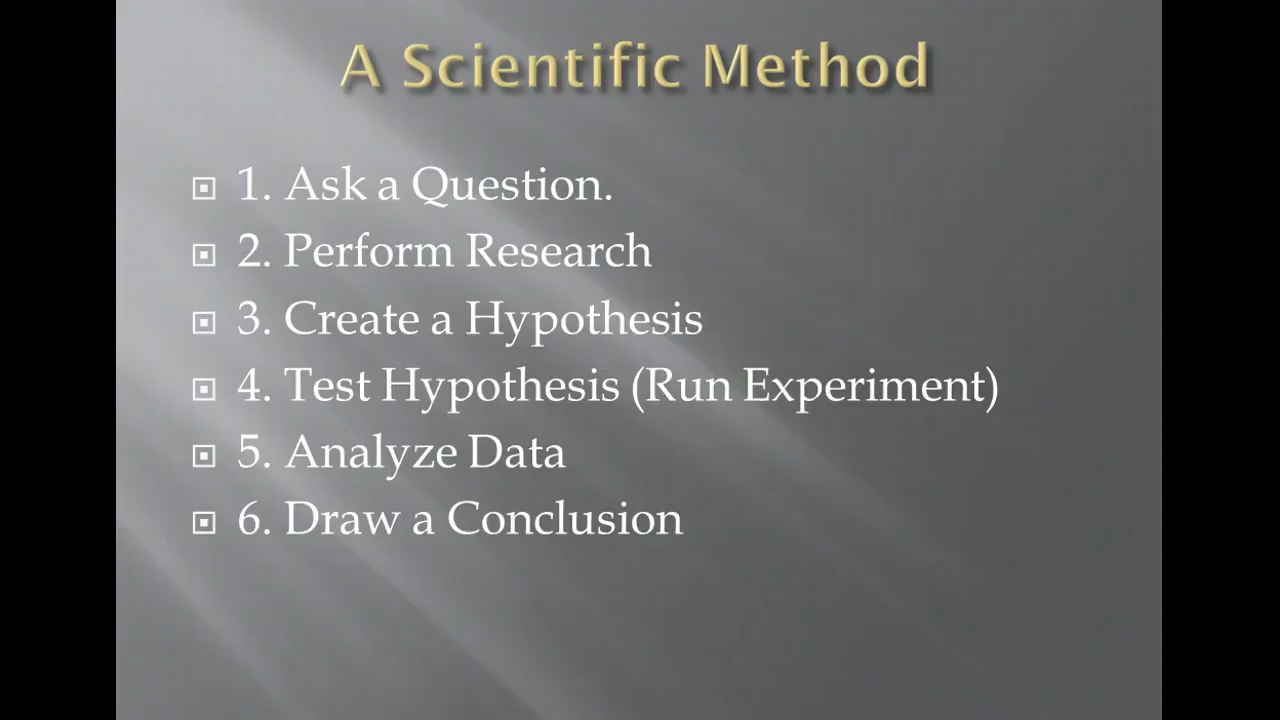 A Scientific Method
1. Ask a Question.
2. Perform Research
3. Create a Hypothesis
4. Test Hypothesis (Run Experiment)
5. Analyze Data
6. Draw a Conclusion